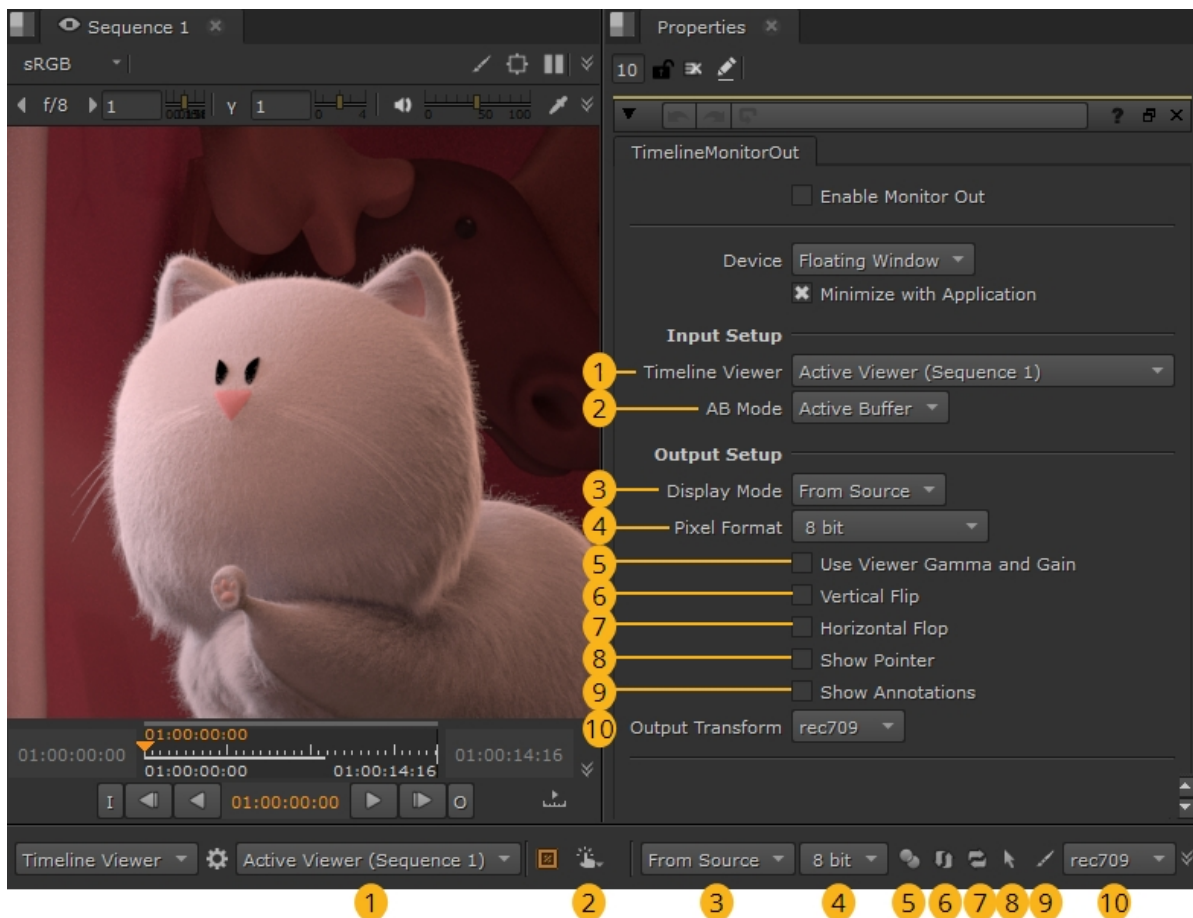 Sequence 1
sRGB
f/8
1
γ
1
0
4
0
50
100
01:00:00:00
01:00:00:00
01:00:00:00
01:00:14:16
01:00:14:16
I
01:00:00:00
O
Properties
10
?
TimelineMonitorOut
Enable Monitor Out
Device Floating Window
Minimize with Application
Input Setup
1 Timeline Viewer Active Viewer (Sequence 1)
2 AB Mode Active Buffer
Output Setup
3 Display Mode From Source
4 Pixel Format 8 bit
5 Use Viewer Gamma and Gain
6 Vertical Flip
7 Horizontal Flop
8 Show Pointer
9 Show Annotations
10 Output Transform rec709
Timeline Viewer Active Viewer (Sequence 1) From Source 8 bit rec709
1 2 3 4 5 6 7 8 9 10